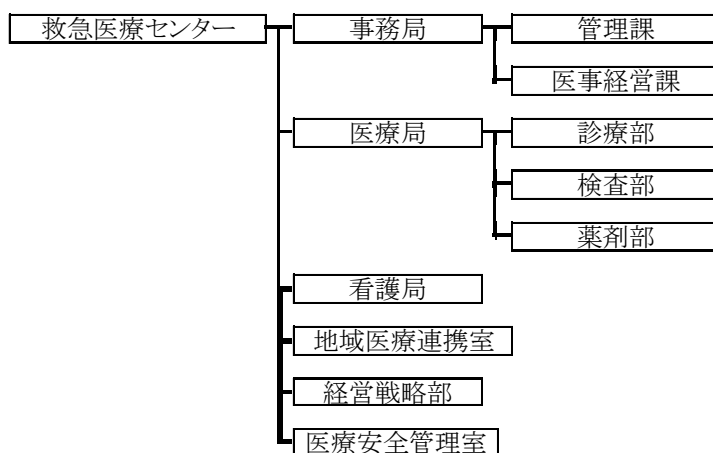 救急医療センター
事務局
管理課
医事経営課
医療局
診療部
検査部
薬剤部
看護局
地域医療連携室
経営戦略部
医療安全管理室